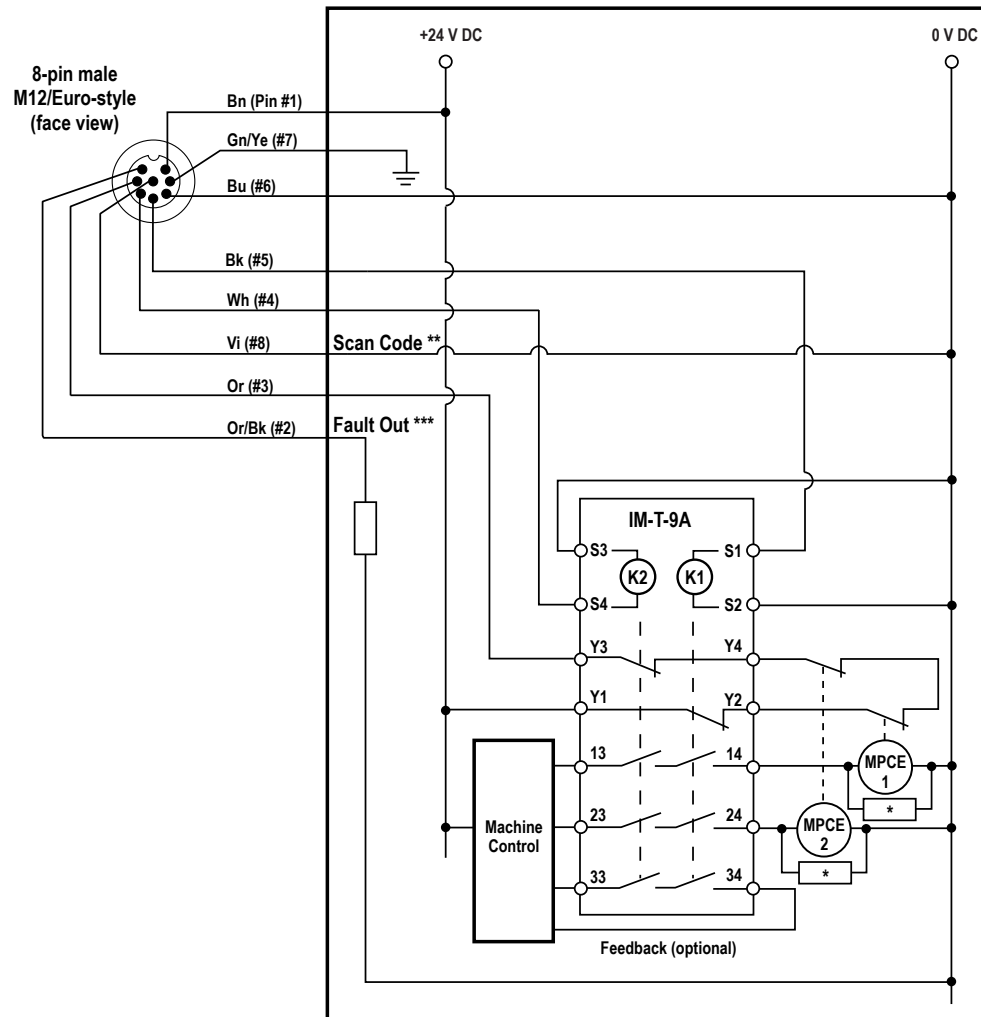 +24 V DC
0 V DC
8-pin male
M12/Euro-style
(face view)
Bn (Pin #1)
Gn/Ye (#7)
Bu (#6)
Bk (#5)
Wh (#4)
Vi (#8)
Scan Code **
Or (#3)
Or/Bk (#2)
Fault Out ***
IM-T-9A
S3
S1
K2
K1
S4
S2
Y3
Y4
Y1
Y2
13
14
MPCE
1
*
23
24
Machine
Control
MPCE
2
*
33
34
Feedback (optional)